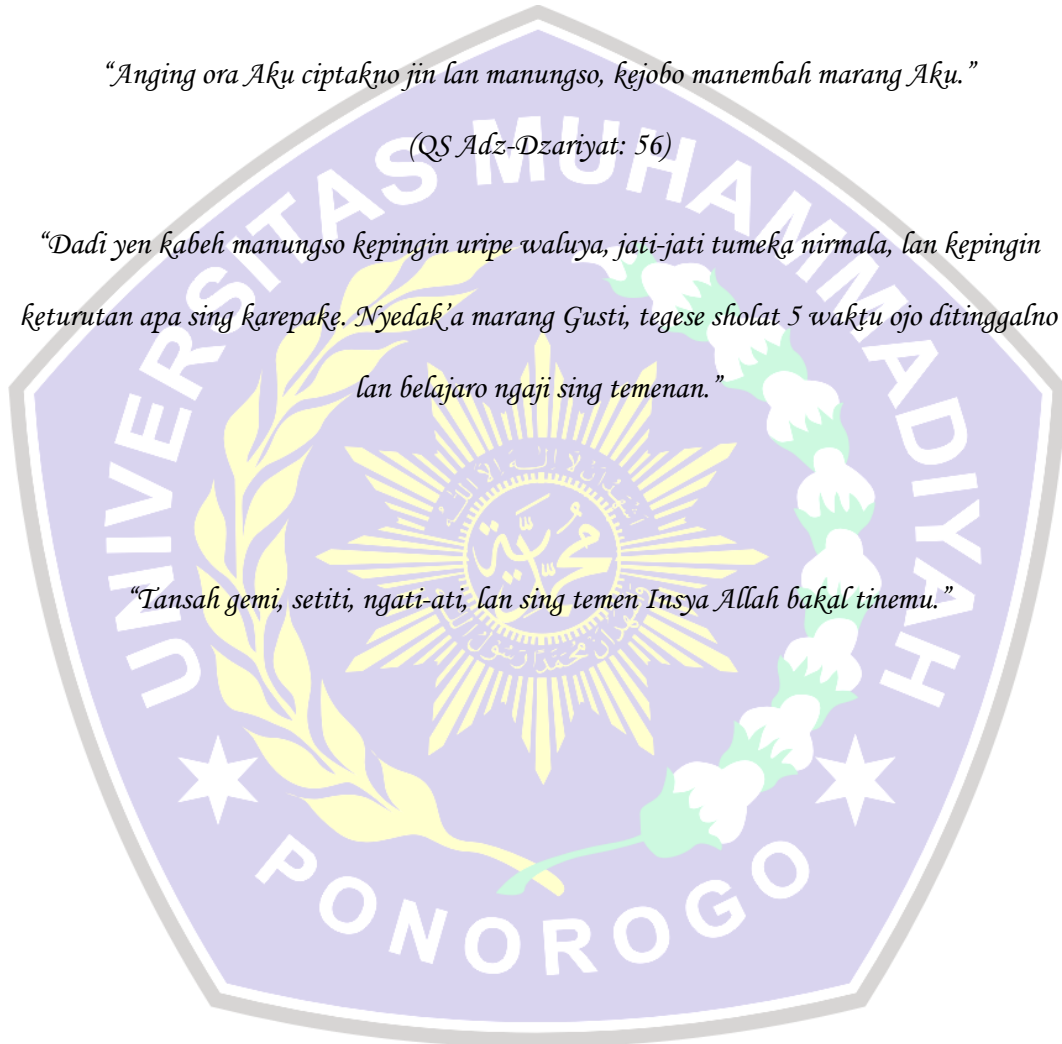 “Anging ora Aku ciptakno jin lan manungso, kejobo manembah marang Aku.”
(QS Adz-Dzariyat: 56)
“Dadi yen kabeh manungso kepingin uripe waluya, jati-jati tumeka nirmala, lan kepingin
keturutan apa sing karepake. Nyedak’a marang Gusti, tegese sholat 5 waktu ojo ditinggalno
lan belajaro ngaji sing temenan.”
“Tansah gemi, setiti, ngati-ati, lan sing temen Insya Allah bakal tinemu.”
UNIVERSITAS MUHAMMADIYAH
PONOROGO
محمدية